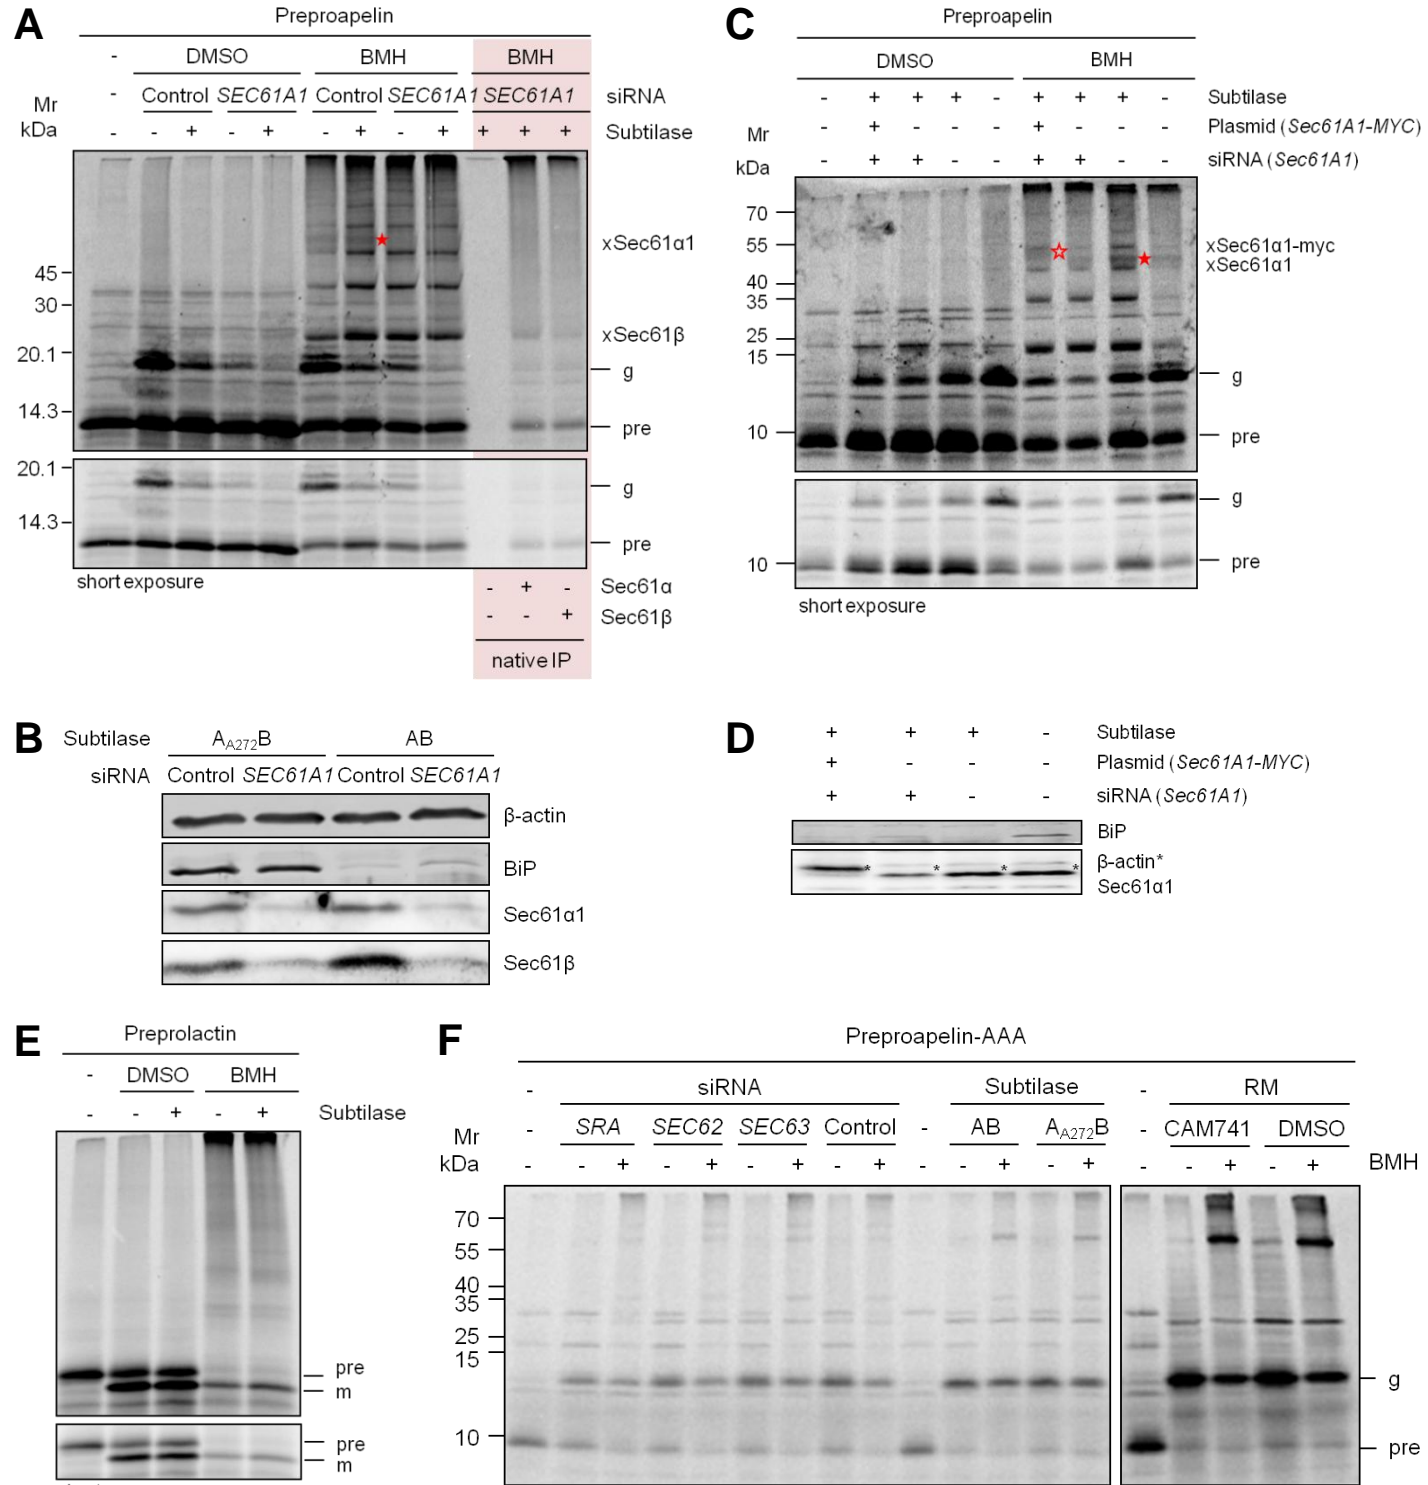 A
Preproapelin
- DMSO BMH BMH
- Control SEC61A1 Control SEC61A1 SEC61A1 siRNA
Mr
kDa
- - + - + - + - + + + + Subtilase
xSec61α1
45
30
xSec61β
20.1
g
14.3
pre
20.1
g
14.3
pre
short exposure
- + - Sec61α
- - + Sec61β
native IP
C
Preproapelin
DMSO BMH
- + + + - + + + - Subtilase
- + - - - + - - - Plasmid (Sec61A1-MYC)
- + + - - + + - - siRNA (Sec61A1)
Mr
kDa
70
55
xSec61α1-myc
xSec61α1
40
35
25
15
g
10
pre
g
10
pre
short exposure
B
Subtilase AA272B AB
siRNA Control SEC61A1 Control SEC61A1
β-actin
BiP
Sec61α1
Sec61β
D
+ + + - Subtilase
+ - - - Plasmid (Sec61A1-MYC)
+ + - - siRNA (Sec61A1)
BiP
* * * * β-actin*
Sec61α1
E
Preprolactin
- DMSO BMH
- - + - + Subtilase
pre
m
pre
m
F
Preproapelin-AAA
- siRNA Subtilase - RM
- SRA SEC62 SEC63 Control - AB AA272B - CAM741 DMSO
Mr
kDa
- - + - + - + - + - - + - + - - + - + BMH
70
55
40
35
25
15
g
10
pre